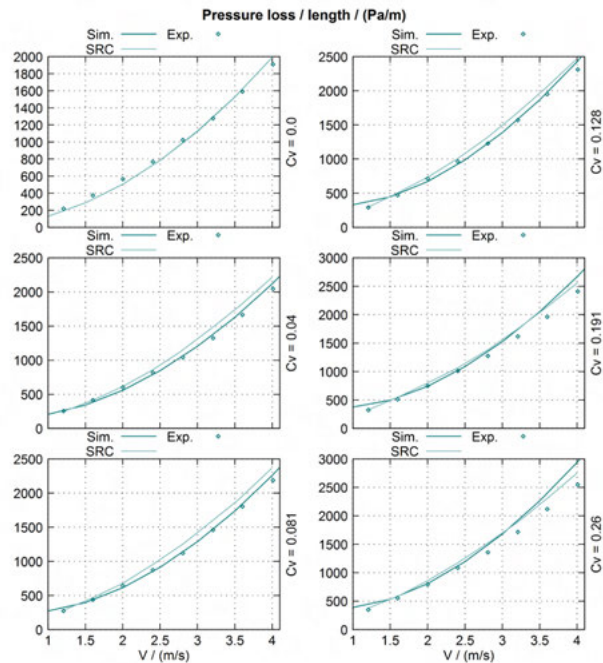 Pressure loss / length / (Pa/m)
Sim. Exp.
SRC
2000
1800
1600
1400
1200
1000
800
600
400
200
0
Cv = 0.0
Sim. Exp.
SRC
2500
2000
1500
1000
500
0
Cv = 0.128
Sim. Exp.
SRC
2500
2000
1500
1000
500
0
Cv = 0.04
Sim. Exp.
SRC
3000
2500
2000
1500
1000
500
0
Cv = 0.191
Sim. Exp.
SRC
2500
2000
1500
1000
500
0
Cv = 0.081
1 1.5 2 2.5 3 3.5 4
V / (m/s)
Sim. Exp.
SRC
3000
2500
2000
1500
1000
500
0
Cv = 0.26
1 1.5 2 2.5 3 3.5 4
V / (m/s)